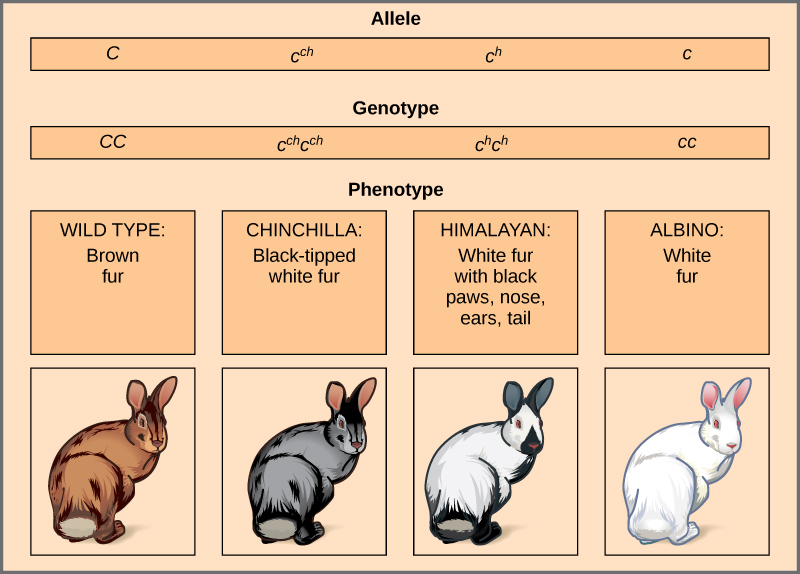 Allele
C c^ch c^h c
Genotype
CC c^chc^ch c^hc^h cc
Phenotype
WILD TYPE:
Brown
fur
CHINCHILLA:
Black-tipped
white fur
HIMALAYAN:
White fur
with black
paws, nose,
ears, tail
ALBINO:
White
fur